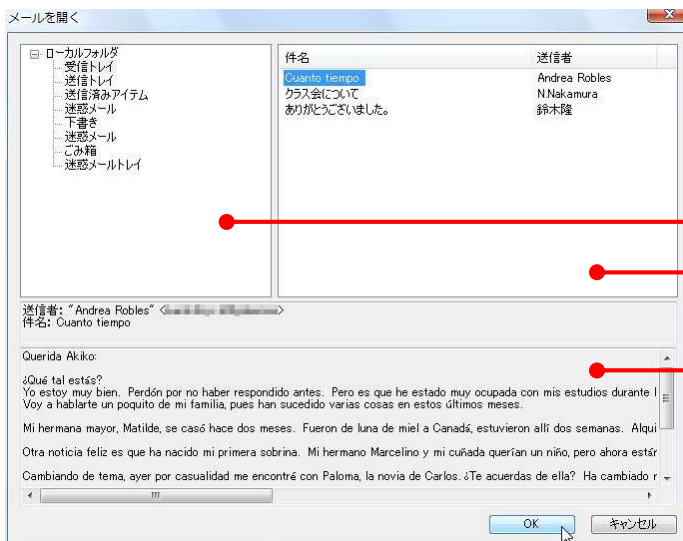 メールを開く
ローカルフォルダ
受信トレイ
送信トレイ
送信済みアイテム
迷惑メール
下書き
迷惑メール
ごみ箱
迷惑メールトレイ
件名 送信者
Cuanto tiempo Andrea Robles
クラス会について N.Nakamura
ありがとうございました。 鈴木隆
送信者: "Andrea Robles" < >
件名: Cuanto tiempo
Querida Akiko:
¿Qué tal estás?
Yo estoy muy bien. Perdón por no haber respondido antes. Pero es que he estado muy ocupada con mis estudios durante l
Voy a hablarte un poquito de mi familia, pues han sucedido varias cosas en estos últimos meses.
Mi hermana mayor, Matilde, se casó hace dos meses. Fueron de luna de miel a Canadá, estuvieron allí dos semanas. Alqui
Otra noticia feliz es que ha nacido mi primera sobrina. Mi hermano Marcelino y mi cuñada querían un niño, pero ahora están
Cambiando de tema, ayer por casualidad me encontré con Paloma, la novia de Carlos. ¿Te acuerdas de ella? Ha cambiado
OK キャンセル